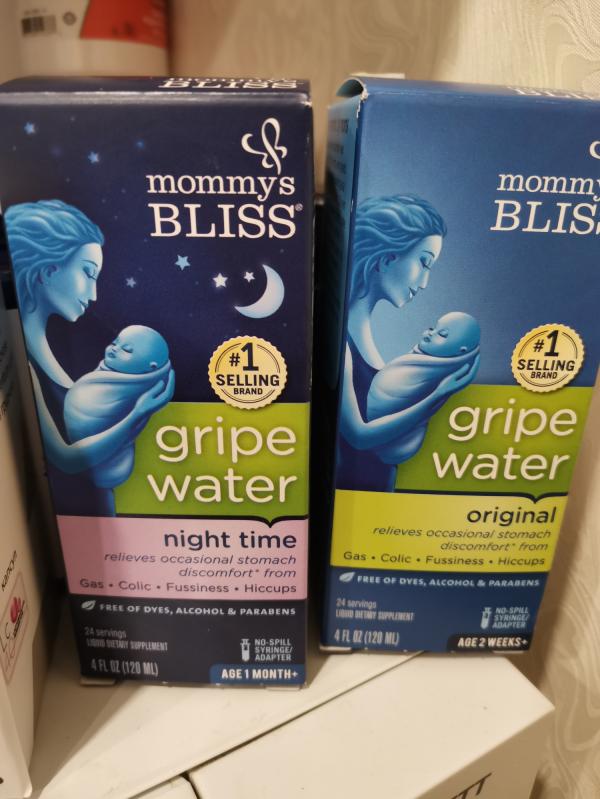 BLISS
mommy's
BLISS®
#1
SELLING
BRAND
gripe
water
night time
relieves occasional stomach
discomfort* from
Gas • Colic • Fussiness • Hiccups
FREE OF DYES, ALCOHOL & PARABENS
24 servings
LIQUID DIETARY SUPPLEMENT
4 FL OZ (120 ML)
NO-SPILL
SYRINGE/
ADAPTER
AGE 1 MONTH+
mommy
BLIS
#1
SELLING
BRAND
gripe
water
original
relieves occasional stomach
discomfort* from
Gas • Colic • Fussiness • Hiccups
FREE OF DYES, ALCOHOL & PARABENS
24 servings
LIQUID DIETARY SUPPLEMENT
4 FL OZ (120 ML)
NO-SPILL
SYRINGE/
ADAPTER
AGE 2 WEEKS+